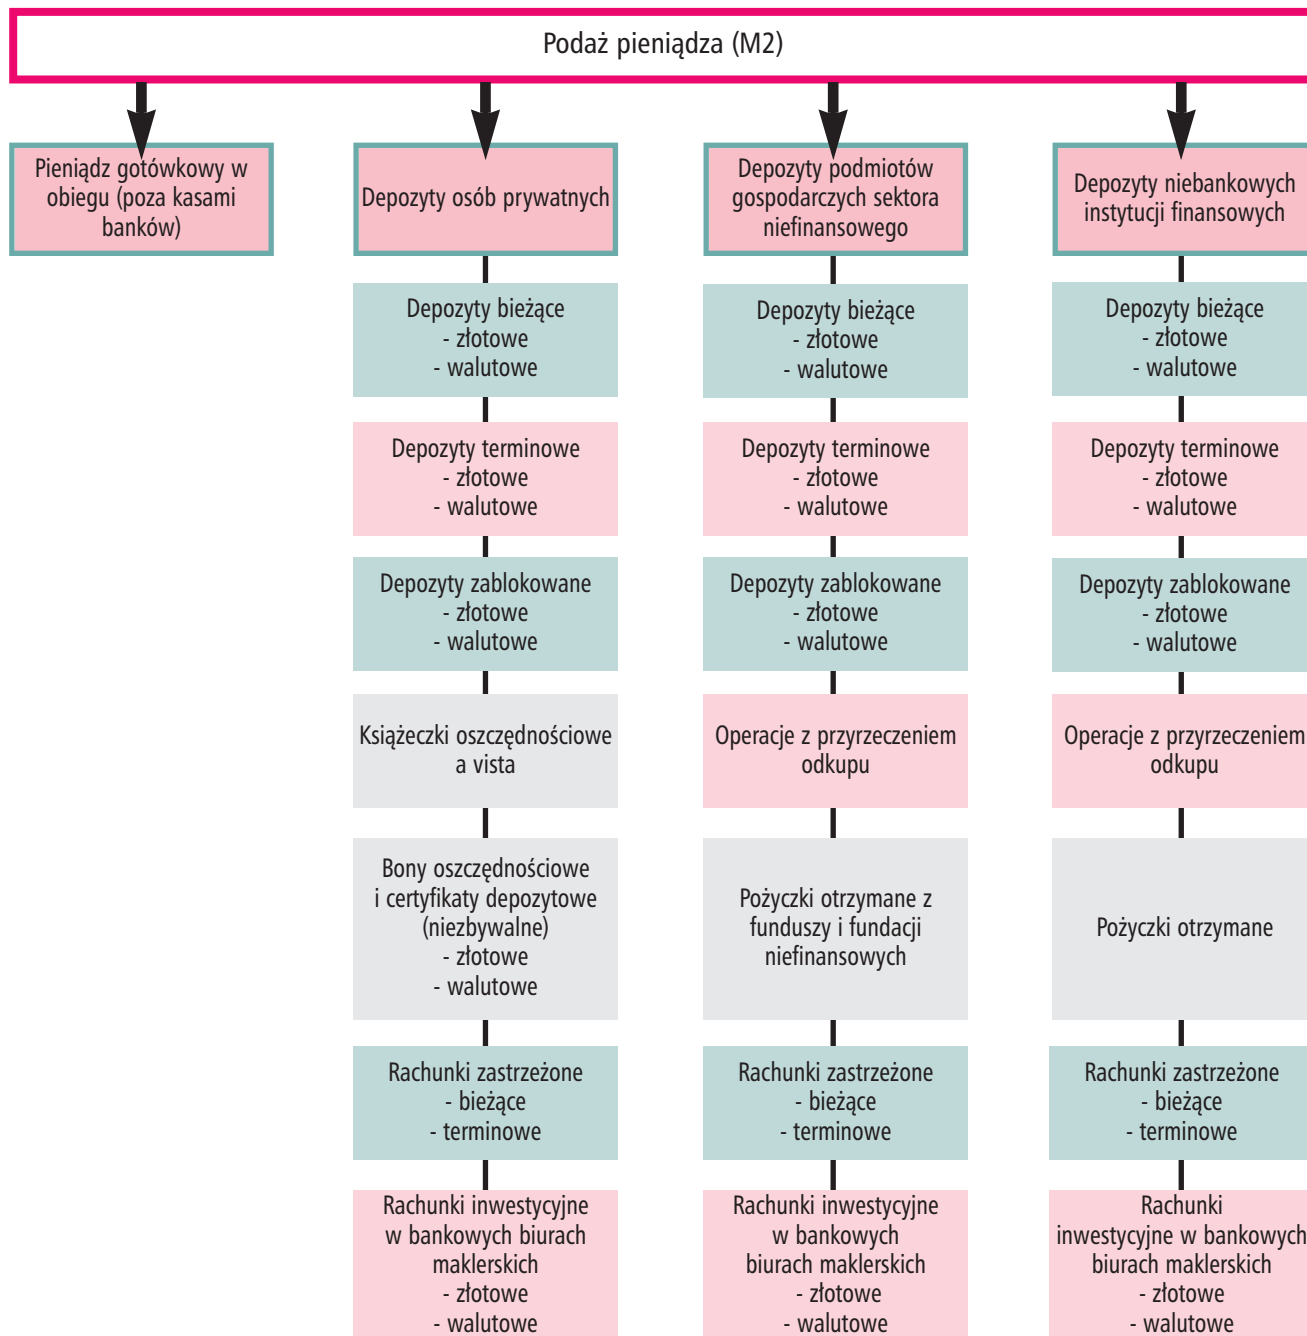 Podaż pieniądza (M2)
Pieniądz gotówkowy w
obiegu (poza kasami
banków)
Depozyty osób prywatnych
Depozyty podmiotów
gospodarczych sektora
niefinansowego
Depozyty niebankowych
instytucji finansowych
Depozyty bieżące
- złotowe
- walutowe
Depozyty bieżące
- złotowe
- walutowe
Depozyty bieżące
- złotowe
- walutowe
Depozyty terminowe
- złotowe
- walutowe
Depozyty terminowe
- złotowe
- walutowe
Depozyty terminowe
- złotowe
- walutowe
Depozyty zablokowane
- złotowe
- walutowe
Depozyty zablokowane
- złotowe
- walutowe
Depozyty zablokowane
- złotowe
- walutowe
Książeczki oszczędnościowe
a vista
Operacje z przyrzeczeniem
odkupu
Operacje z przyrzeczeniem
odkupu
Bony oszczędnościowe
i certyfikaty depozytowe
(niezbywalne)
- złotowe
- walutowe
Pożyczki otrzymane z
funduszy i fundacji
niefinansowych
Pożyczki otrzymane
Rachunki zastrzeżone
- bieżące
- terminowe
Rachunki zastrzeżone
- bieżące
- terminowe
Rachunki zastrzeżone
- bieżące
- terminowe
Rachunki inwestycyjne
w bankowych biurach
maklerskich
- złotowe
- walutowe
Rachunki inwestycyjne
w bankowych
biurach maklerskich
- złotowe
- walutowe
Rachunki
inwestycyjne w bankowych
biurach maklerskich
- złotowe
- walutowe